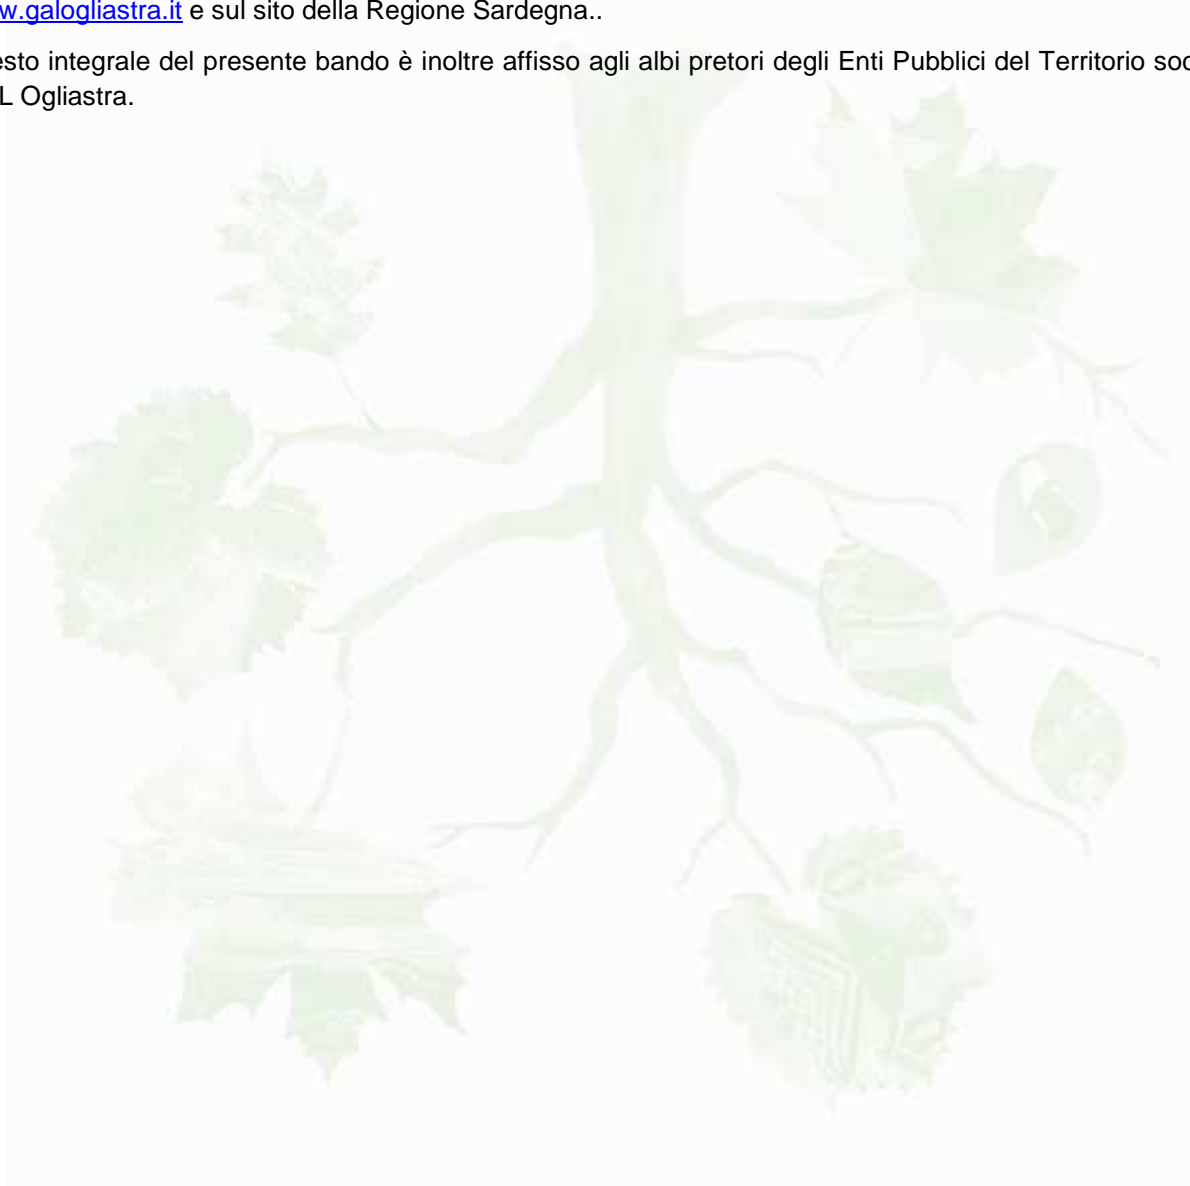 w.galogliastra.it e sul sito della Regione Sardegna..
esto integrale del presente bando è inoltre affisso agli albi pretori degli Enti Pubblici del Territorio soc
L Ogliastra.